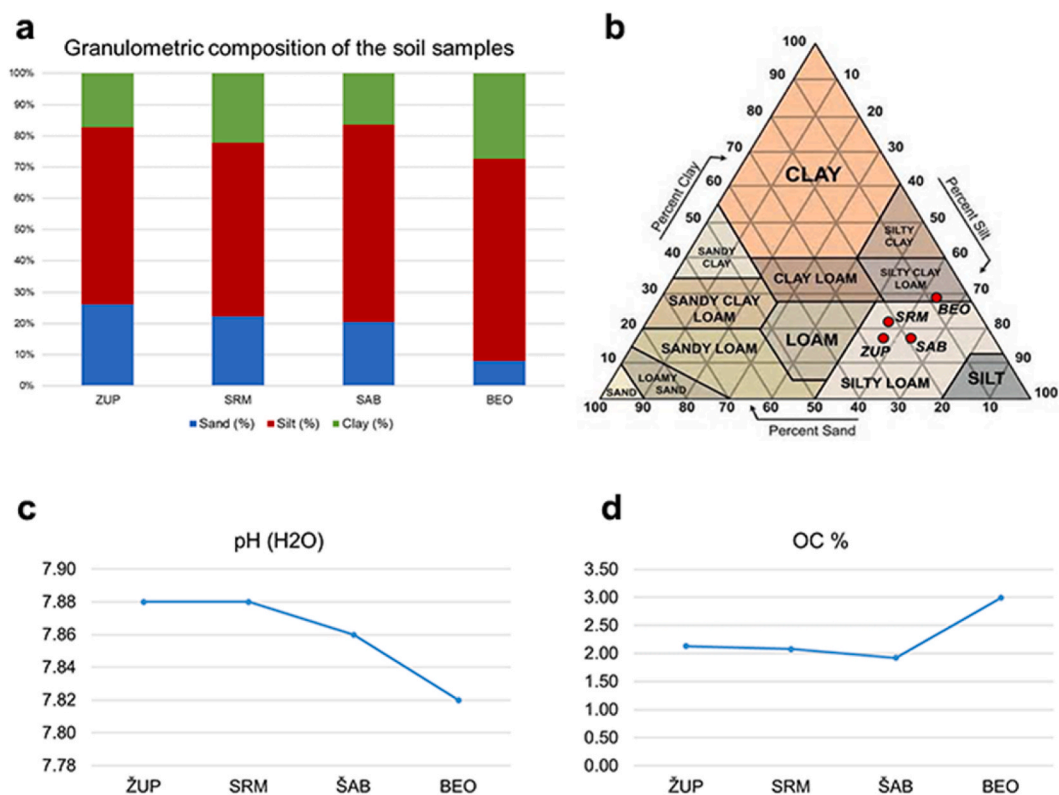 a
Granulometric composition of the soil samples
100%
90%
80%
70%
60%
50%
40%
30%
20%
10%
0%
ŽUP SRM ŠAB BEO
Sand (%) Silt (%) Clay (%)
b
100
90 10
80 20
70 30
60 40
50 50
40 60
30 70
20 80
10 90
100 90 80 70 60 50 40 30 20 10 100
Percent Clay
Percent Silt
Percent Sand
CLAY
SILTY
CLAY
SANDY
CLAY
CLAY LOAM
SILTY CLAY
LOAM
SANDY CLAY
LOAM
BEO
SRM
LOAM
SANDY LOAM
ŽUP
SAB
SILTY LOAM
SILT
LOAMY
SAND
SAND
c
pH (H2O)
7.90
7.88
7.86
7.84
7.82
7.80
7.78
ŽUP SRM ŠAB BEO
d
OC %
3.50
3.00
2.50
2.00
1.50
1.00
0.50
0.00
ŽUP SRM ŠAB BEO